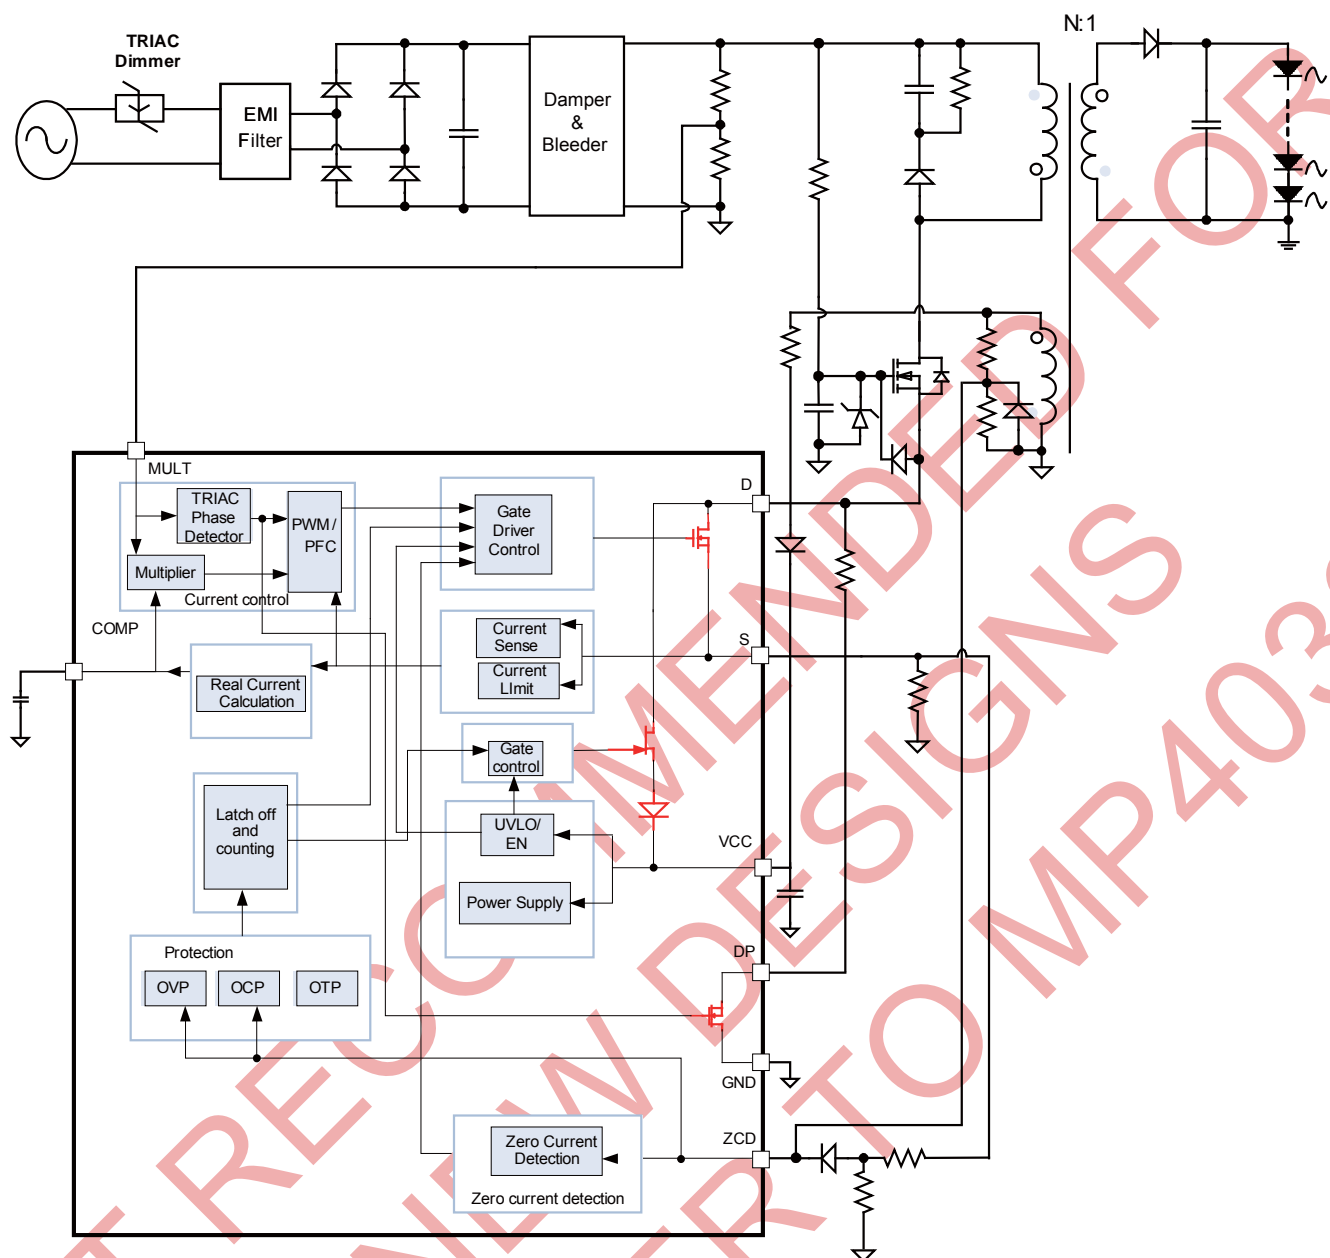 N:1
TRIAC
Dimmer
EMI
Filter
Damper
&
Bleeder
MULT
TRIAC
Phase
Detector
PWM /
PFC
Multiplier
Current control
Gate
Driver
Control
D
COMP
Current
Sense
Current
LImit
S
Real Current
Calculation
Gate
control
Latch off
and
counting
UVLO/
EN
VCC
Power Supply
Protection
OVP
OCP
OTP
DP
GND
ZCD
Zero Current
Detection
Zero current detection
T RECOMMENDED FOR
NEW DESIGNS
ER TO MP403